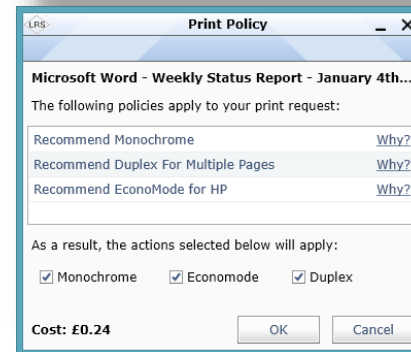 LRS
Print Policy
Microsoft Word - Weekly Status Report - January 4th...
The following policies apply to your print request:
Recommend Monochrome Why?
Recommend Duplex For Multiple Pages Why?
Recommend EconoMode for HP Why?
As a result, the actions selected below will apply:
Monochrome Economode Duplex
Cost: £0.24 OK Cancel